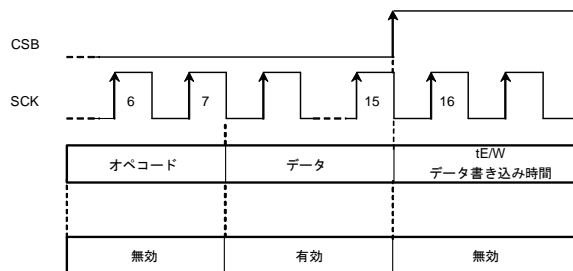 CSB
SCK
6 7 15 16
オペコード データ tE/W
データ書き込み時間
無効 有効 無効